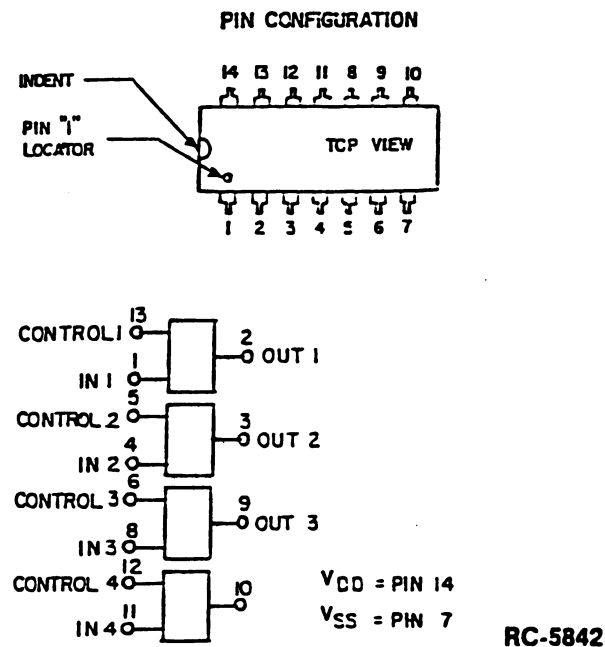 PIN CONFIGURATION
14 13 12 11 8 9 10
INDENT
PIN "1"
LOCATOR
TCP VIEW
1 2 3 4 5 6 7
13
CONTROL 1
2
OUT 1
1
IN 1
5
CONTROL 2
3
OUT 2
4
IN 2
6
CONTROL 3
9
OUT 3
8
IN 3
12
CONTROL 4
10
11
IN 4
VDD = PIN 14
VSS = PIN 7
RC-5842